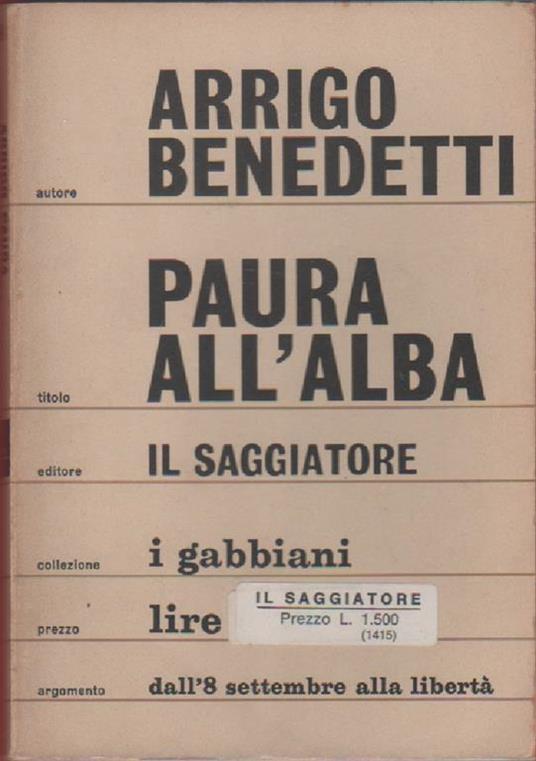 ARRIGO
autore BENEDETTI
PAURA
titolo ALL'ALBA
editore IL SAGGIATORE
collezione i gabbiani
prezzo lire
IL SAGGIATORE
Prezzo L. 1.500
(1415)
argomento dall'8 settembre alla libertà